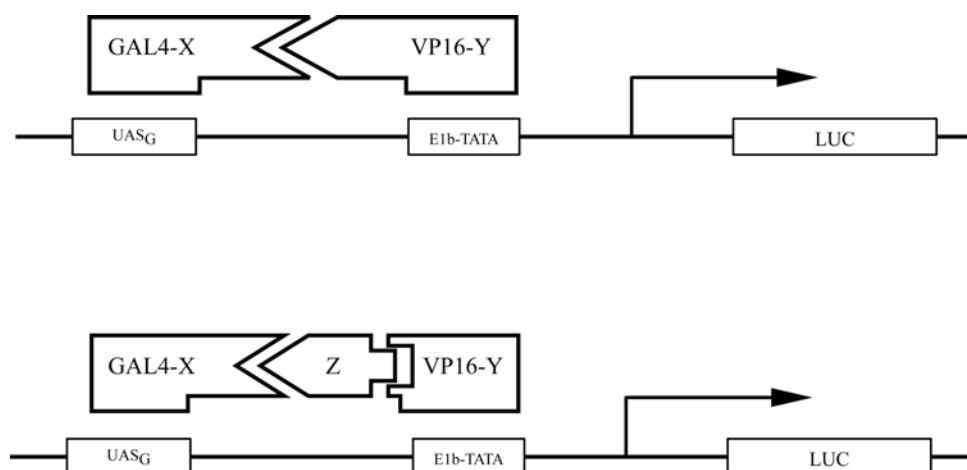 GAL4-X VP16-Y
UASG E1b-TATA LUC
GAL4-X Z VP16-Y
UASG E1b-TATA LUC